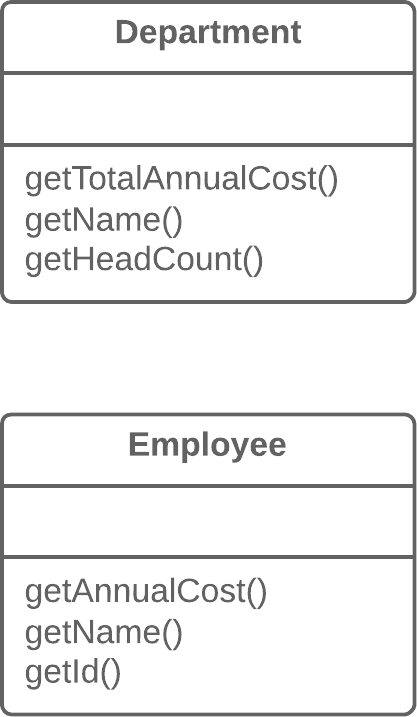 Department
getTotalAnnualCost()
getName()
getHeadCount()
Employee
getAnnualCost()
getName()
getId()